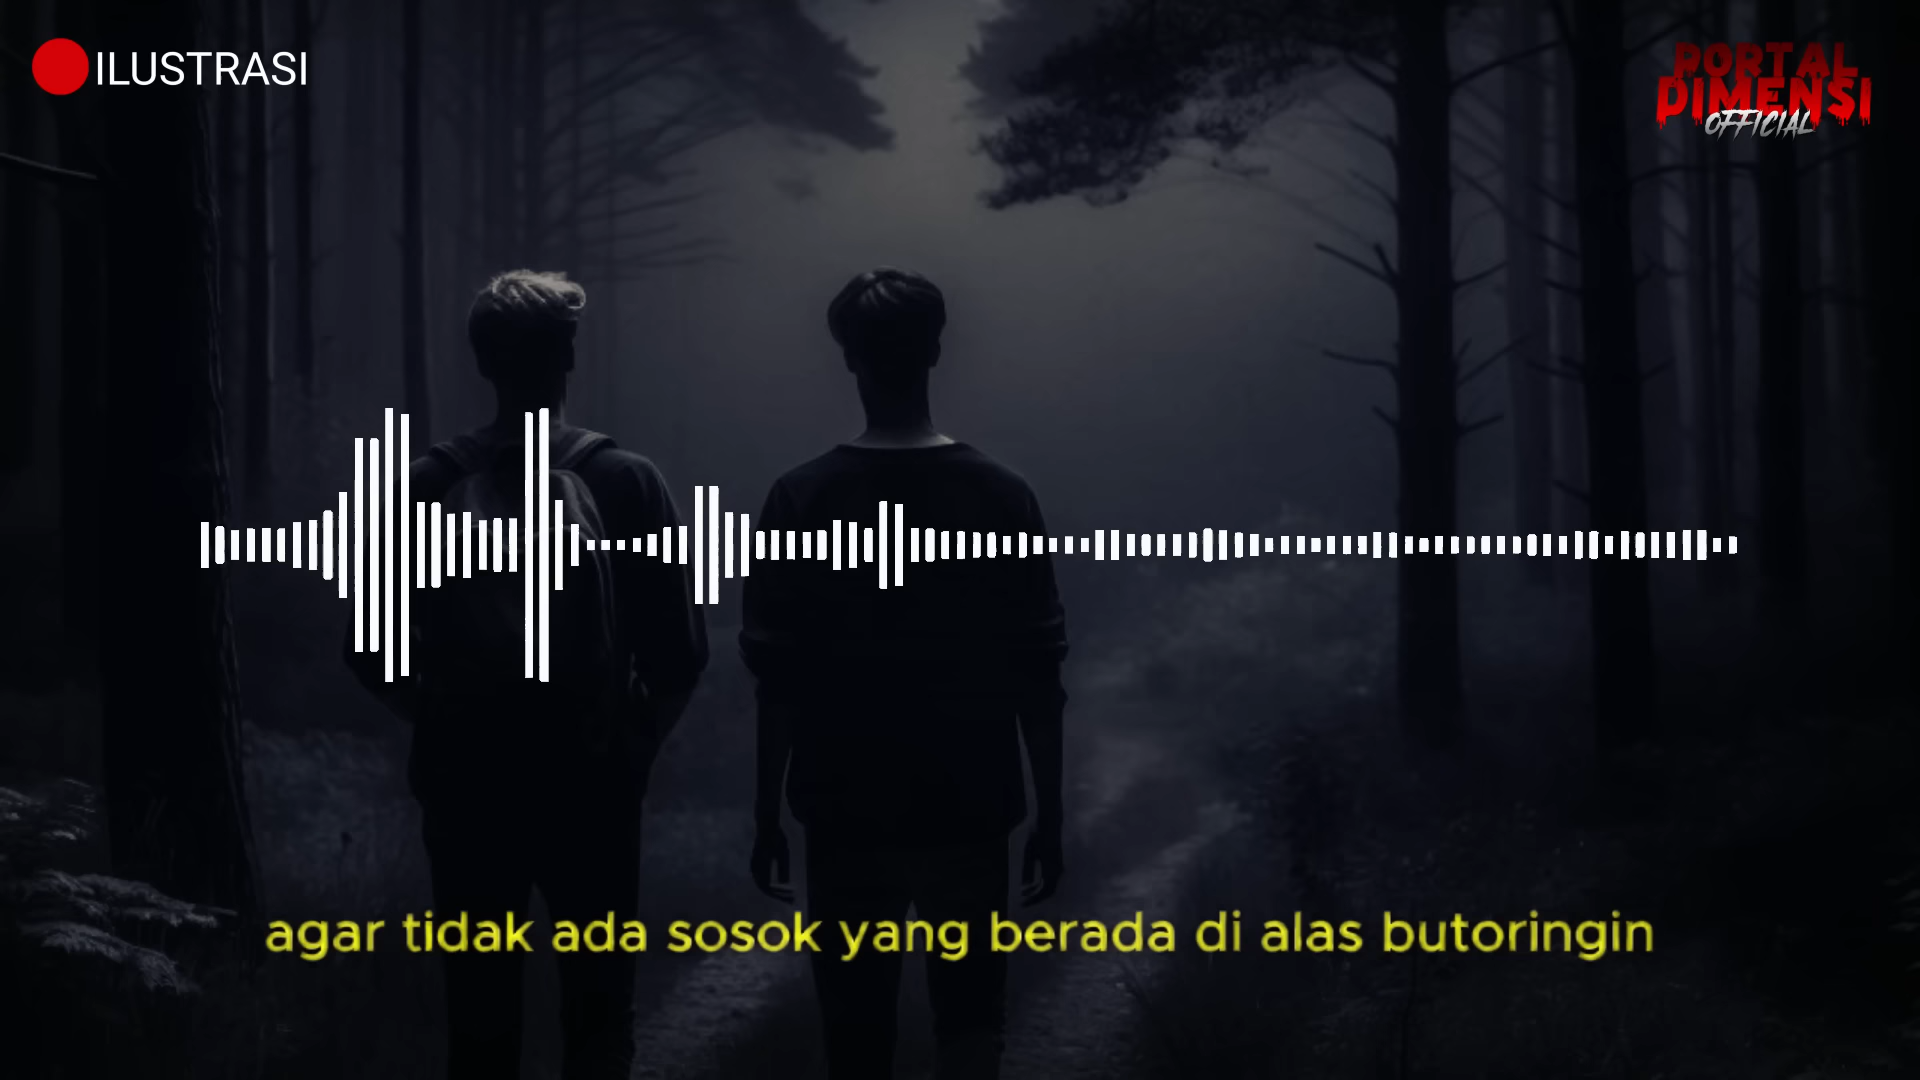 ILUSTRASI
PORTAL
DIMENSI
OFFICIAL
agar tidak ada sosok yang berada di alas butoringin